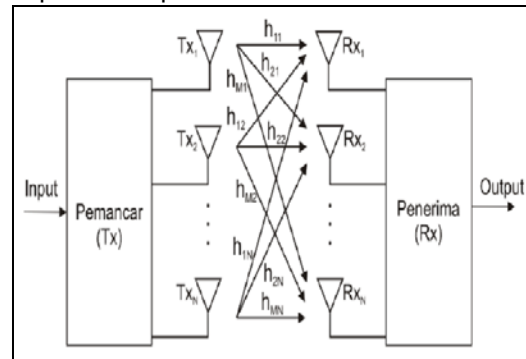 h11
Tx1
Rx1
h21
hM1
h12
Tx2
h22
Rx2
Input
Pemancar
(Tx)
hM2
Penerima
(Rx)
Output
h1N
h2N
TxN
hMN
RxN